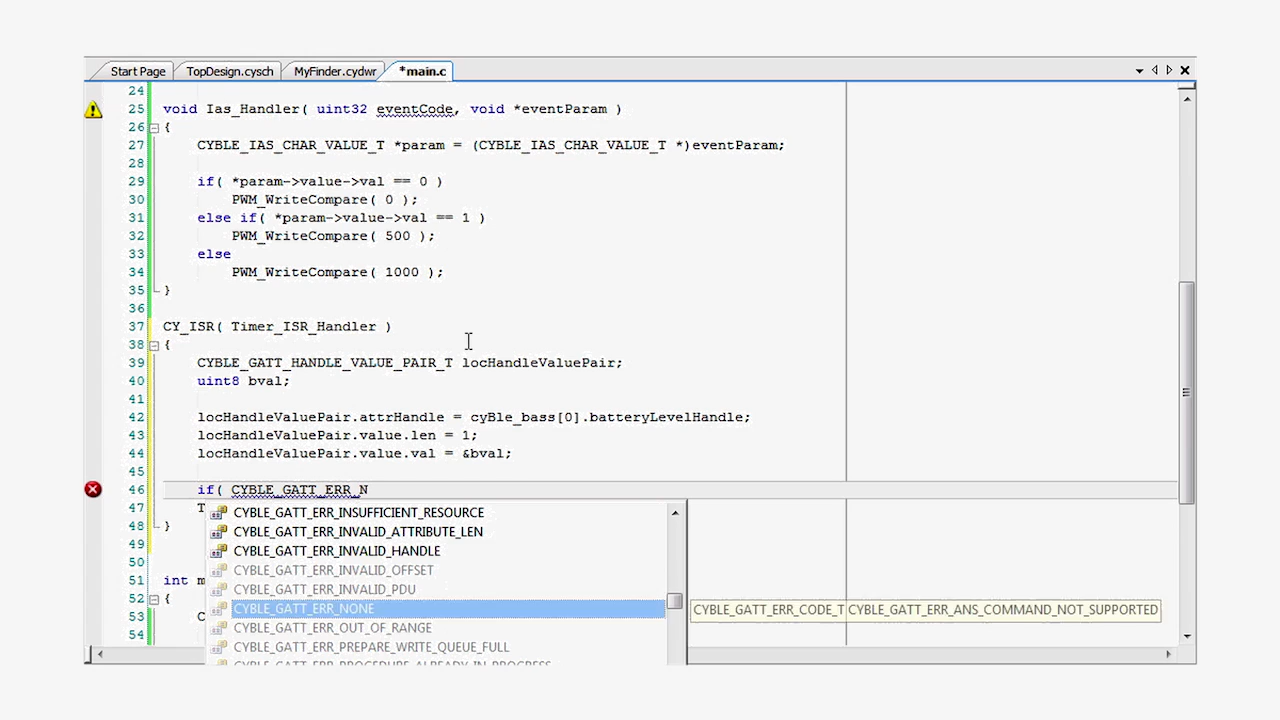 Start Page TopDesign.cysch MyFinder.cydwr *main.c
24
25 void Ias_Handler( uint32 eventCode, void *eventParam )
26 {
27 CYBLE_IAS_CHAR_VALUE_T *param = (CYBLE_IAS_CHAR_VALUE_T *)eventParam;
28
29 if( *param->value->val == 0 )
30 PWM_WriteCompare( 0 );
31 else if( *param->value->val == 1 )
32 PWM_WriteCompare( 500 );
33 else
34 PWM_WriteCompare( 1000 );
35 }
36
37 CY_ISR( Timer_ISR_Handler )
38 {
39 CYBLE_GATT_HANDLE_VALUE_PAIR_T locHandleValuePair;
40 uint8 bval;
41
42 locHandleValuePair.attrHandle = cyBle_bass[0].batteryLevelHandle;
43 locHandleValuePair.value.len = 1;
44 locHandleValuePair.value.val = &bval;
45
46 if( CYBLE_GATT_ERR_N
47 T
CYBLE_GATT_ERR_INSUFFICIENT_RESOURCE
48 }
CYBLE_GATT_ERR_INVALID_ATTRIBUTE_LEN
49
CYBLE_GATT_ERR_INVALID_HANDLE
50
CYBLE_GATT_ERR_INVALID_OFFSET
51 int m
CYBLE_GATT_ERR_INVALID_PDU
52 {
CYBLE_GATT_ERR_NONE CYBLE_GATT_ERR_CODE_T CYBLE_GATT_ERR_ANS_COMMAND_NOT_SUPPORTED
53 C
CYBLE_GATT_ERR_OUT_OF_RANGE
54
CYBLE_GATT_ERR_PREPARE_WRITE_QUEUE_FULL
CYBLE_GATT_ERR_PROCEDURE_ALREADY_IN_PROGRESS